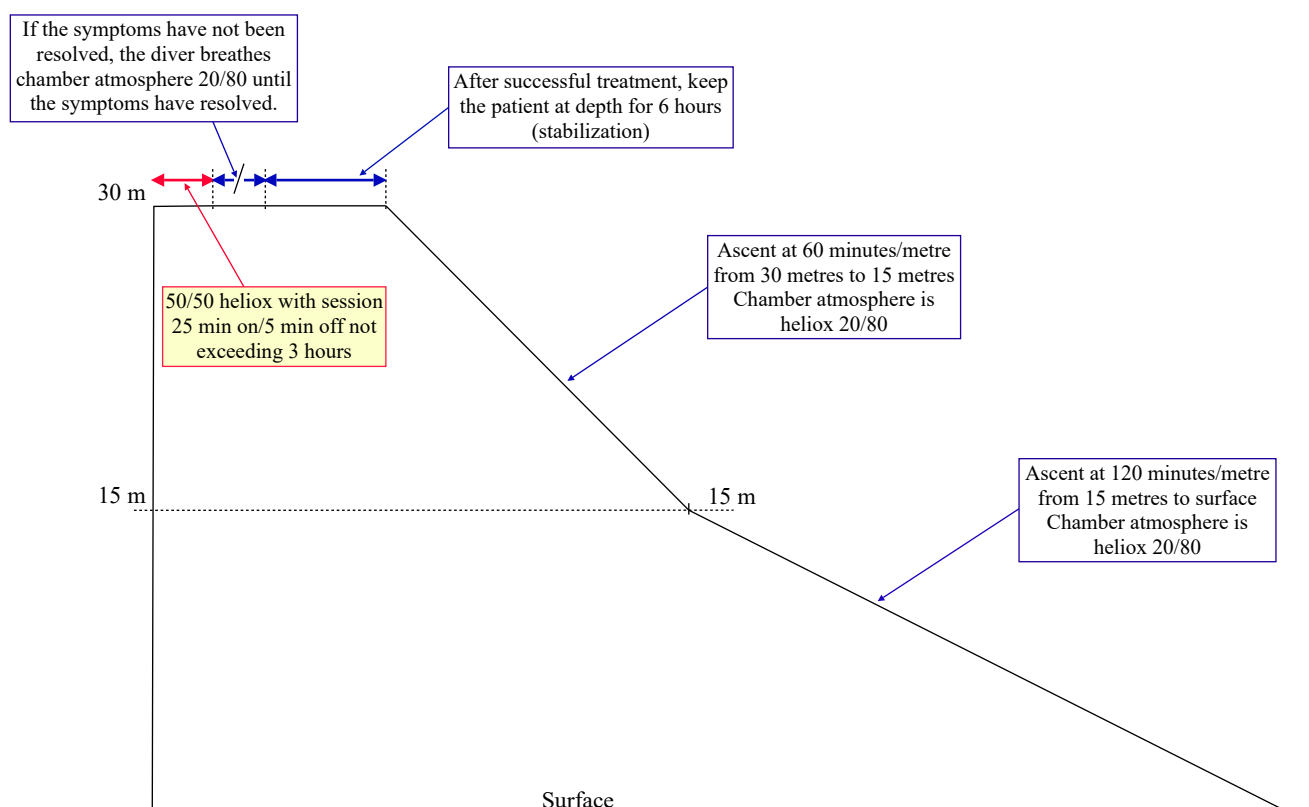 If the symptoms have not been
resolved, the diver breathes
chamber atmosphere 20/80 until
the symptoms have resolved.
After successful treatment, keep
the patient at depth for 6 hours
(stabilization)
30 m
50/50 heliox with session
25 min on/5 min off not
exceeding 3 hours
Ascent at 60 minutes/metre
from 30 metres to 15 metres
Chamber atmosphere is
heliox 20/80
15 m
15 m
Ascent at 120 minutes/metre
from 15 metres to surface
Chamber atmosphere is
heliox 20/80
Surface